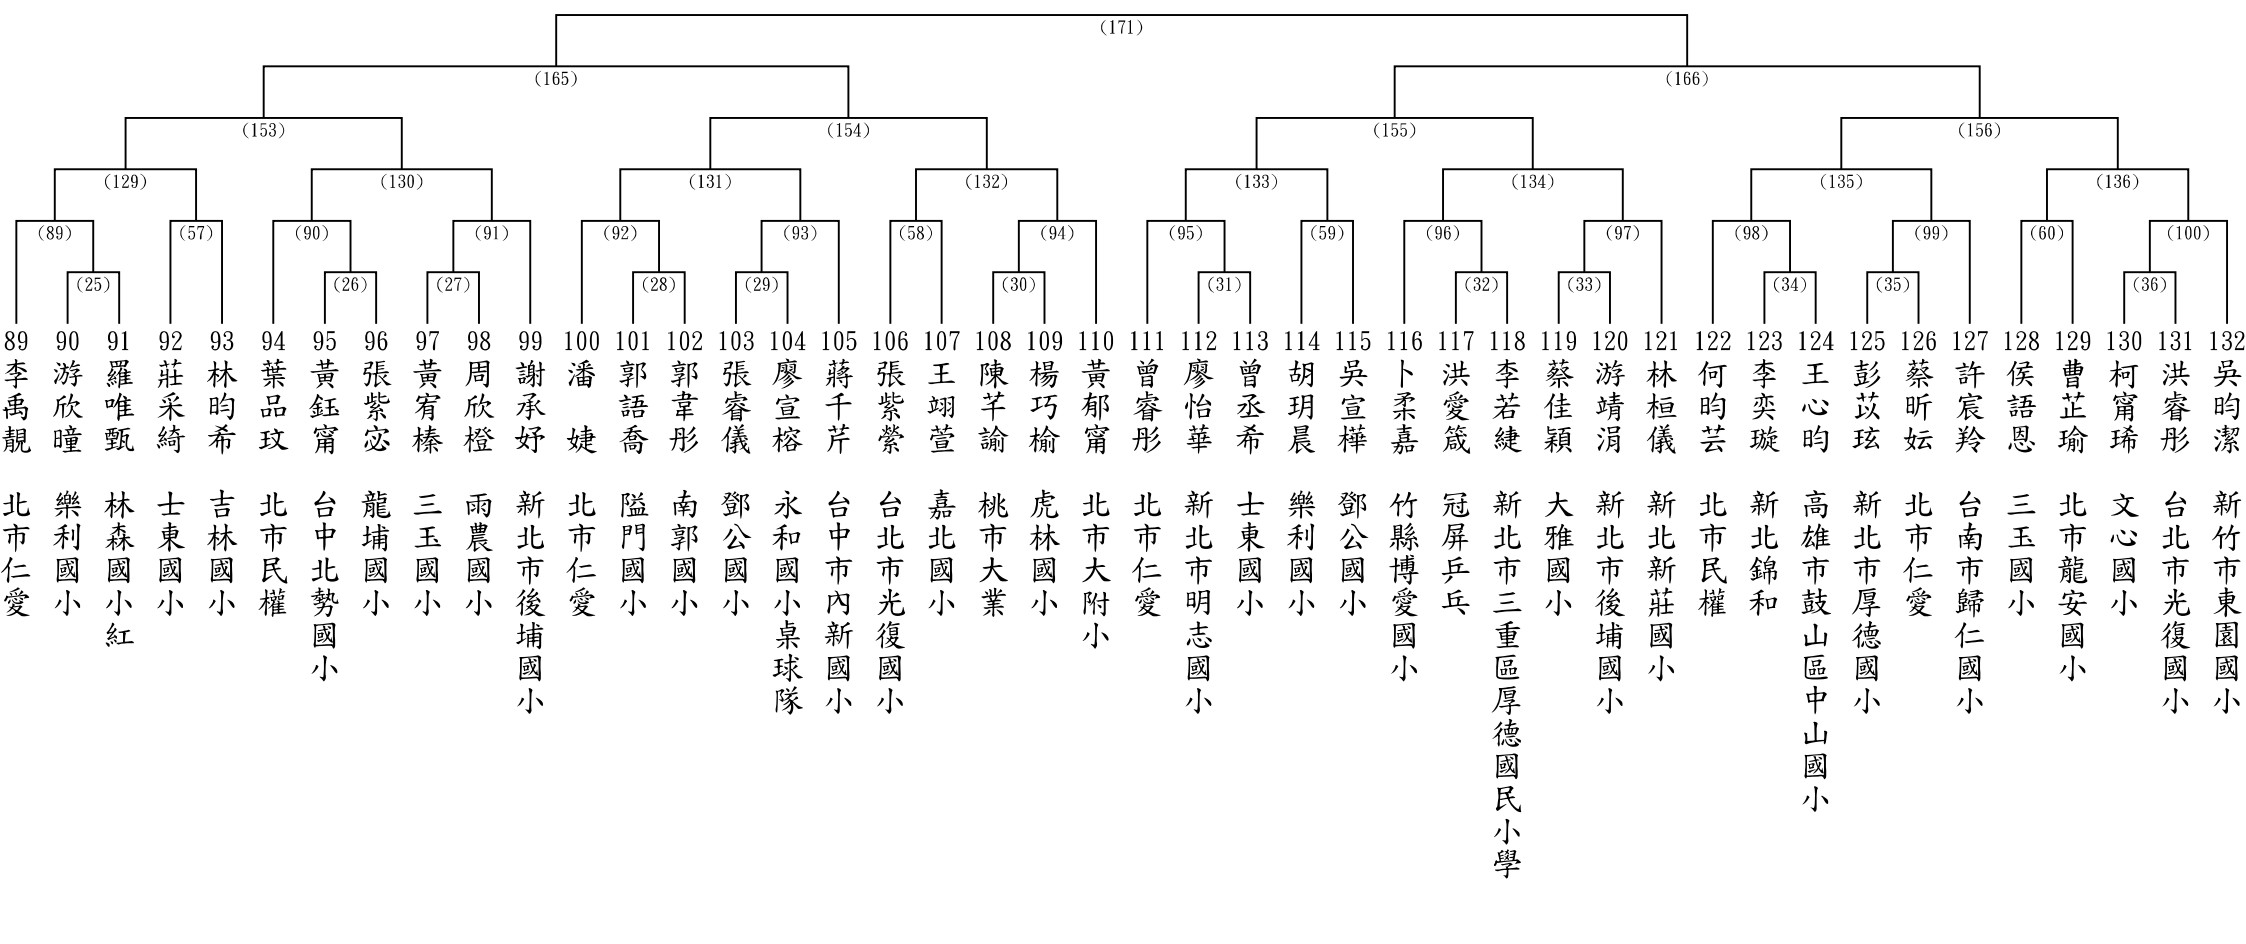 (171)
(165) (166)
(153) (154) (155) (156)
(129) (130) (131) (132) (133) (134) (135) (136)
(89) (57) (90) (91) (92) (93) (58) (94) (95) (59) (96) (97) (98) (99) (60) (100)
(25) (26) (27) (28) (29) (30) (31) (32) (33) (34) (35) (36)
89 李禹靚 北市仁愛
90 游欣曈 樂利國小
91 羅唯甄 林森國小紅
92 莊采綺 士東國小
93 林昀希 吉林國小
94 葉品玟 北市民權
95 黃鈺甯 台中北勢國小
96 張紫宓 龍埔國小
97 黃宥榛 三玉國小
98 周欣橙 雨農國小
99 謝承妤 新北市後埔國小
100 潘婕 北市仁愛
101 郭語喬 隘門國小
102 郭韋彤 南郭國小
103 張睿儀 鄧公國小
104 廖宣榕 永和國小桌球隊
105 蔣千芹 台中市內新國小
106 張紫縈 台北市光復國小
107 王翊萱 嘉北國小
108 陳芊諭 桃市大業
109 楊巧榆 虎林國小
110 黃郁甯 北市大附小
111 曾睿彤 北市仁愛
112 廖怡華 新北市明志國小
113 曾丞希 士東國小
114 胡玥晨 樂利國小
115 吳宣樺 鄧公國小
116 卜柔嘉 竹縣博愛國小
117 洪愛箴 冠屏乒乓
118 李若緁 新北市三重區厚德國民小學
119 蔡佳穎 大雅國小
120 游靖涓 新北市後埔國小
121 林桓儀 新北新莊國小
122 何昀芸 北市民權
123 李奕璇 新北錦和
124 王心昀 高雄市鼓山區中山國小
125 彭苡玹 新北市厚德國小
126 蔡昕妘 北市仁愛
127 許宸羚 台南市歸仁國小
128 侯語恩 三玉國小
129 曹芷瑜 北市龍安國小
130 柯甯琋 文心國小
131 洪睿彤 台北市光復國小
132 吳昀潔 新竹市東園國小